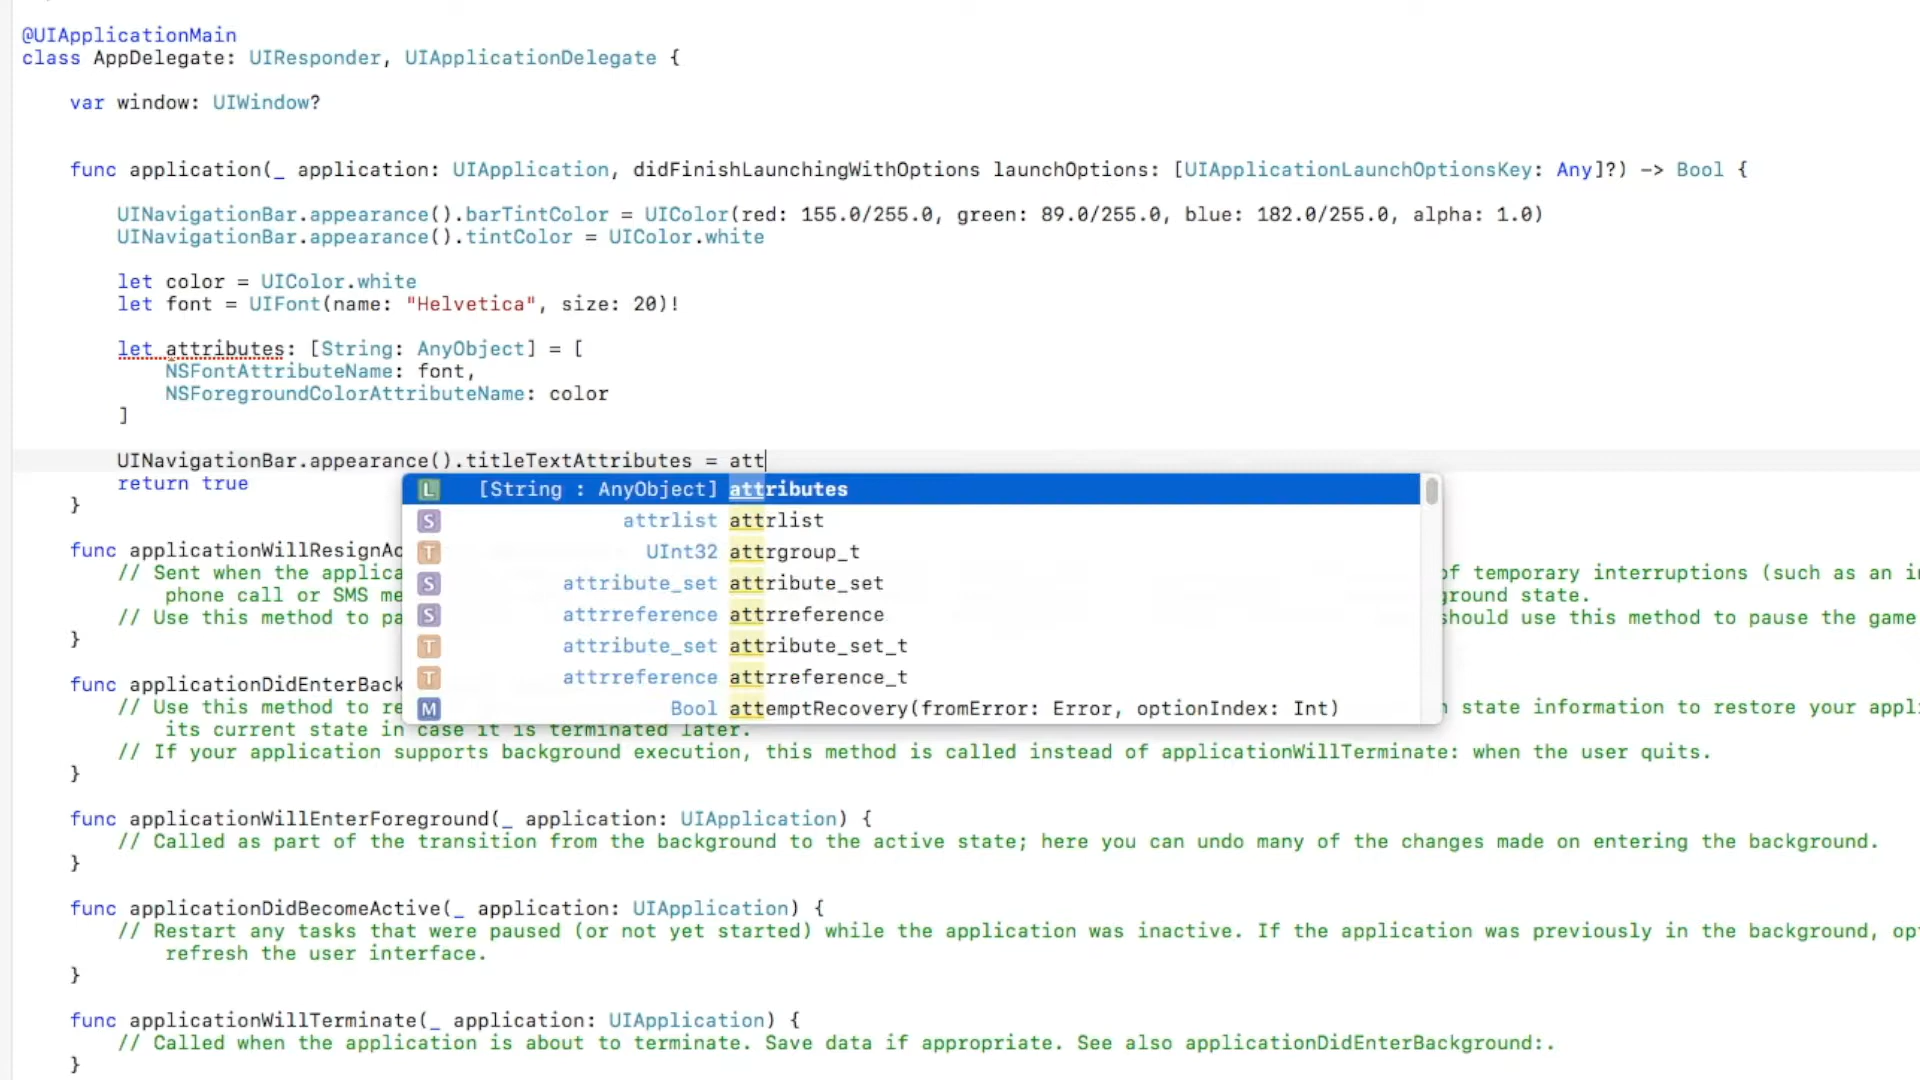 @UIApplicationMain
class AppDelegate: UIResponder, UIApplicationDelegate {
var window: UIWindow?
func application(_ application: UIApplication, didFinishLaunchingWithOptions launchOptions: [UIApplicationLaunchOptionsKey: Any]?) -> Bool {
UINavigationBar.appearance().barTintColor = UIColor(red: 155.0/255.0, green: 89.0/255.0, blue: 182.0/255.0, alpha: 1.0)
UINavigationBar.appearance().tintColor = UIColor.white
let color = UIColor.white
let font = UIFont(name: "Helvetica", size: 20)!
let attributes: [String: AnyObject] = [
NSFontAttributeName: font,
NSForegroundColorAttributeName: color
]
UINavigationBar.appearance().titleTextAttributes = att
L [String : AnyObject] attributes
return true
S attrlist attrlist
}
T UInt32 attrgroup_t
func applicationWillResignAc
// Sent when the applica
of temporary interruptions (such as an in
S attribute_set attribute_set
phone call or SMS me
ground state.
S attrreference attrreference
// Use this method to pa
should use this method to pause the game
}
T attribute_set attribute_set_t
T attrreference attrreference_t
func applicationDidEnterBack
// Use this method to re
M Bool attemptRecovery(fromError: Error, optionIndex: Int)
state information to restore your appli
its current state in case it is terminated later.
// If your application supports background execution, this method is called instead of applicationWillTerminate: when the user quits.
}
func applicationWillEnterForeground(_ application: UIApplication) {
// Called as part of the transition from the background to the active state; here you can undo many of the changes made on entering the background.
}
func applicationDidBecomeActive(_ application: UIApplication) {
// Restart any tasks that were paused (or not yet started) while the application was inactive. If the application was previously in the background, op
refresh the user interface.
}
func applicationWillTerminate(_ application: UIApplication) {
// Called when the application is about to terminate. Save data if appropriate. See also applicationDidEnterBackground:.
}